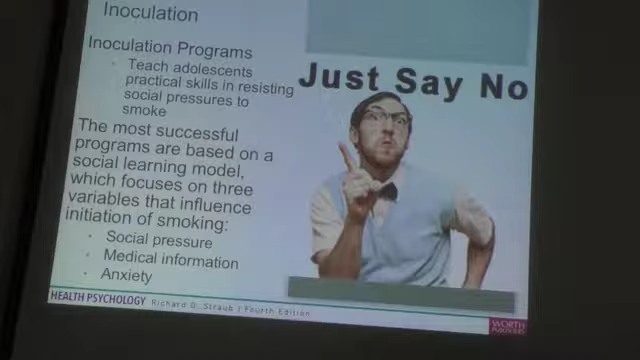 Inoculation
Inoculation Programs
Teach adolescents
practical skills in resisting
social pressures to
smoke
The most successful
programs are based on a
social learning model,
which focuses on three
variables that influence
initiation of smoking:
Social pressure
Medical information
Anxiety
Just Say No
HEALTH PSYCHOLOGY Richard O. Straub | Fourth Edition
WORTH
PUBLISHERS